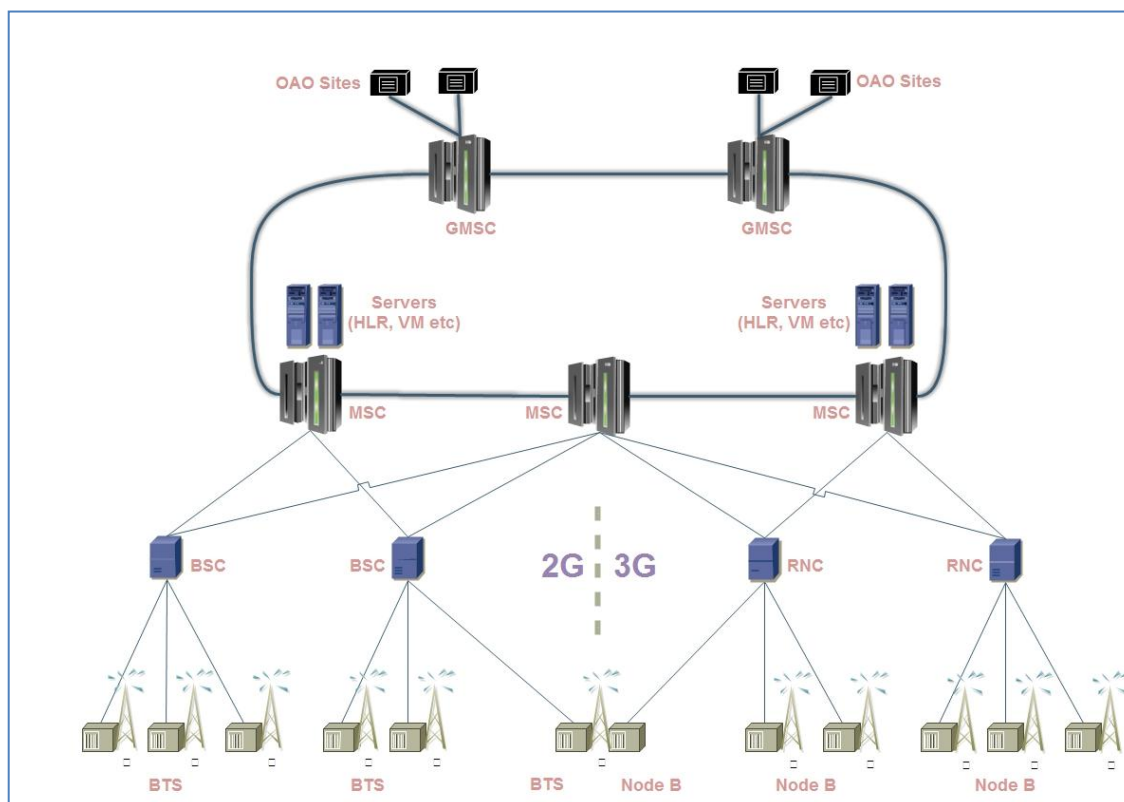 OAO Sites
OAO Sites
GMSC
GMSC
Servers
(HLR, VM etc)
Servers
(HLR, VM etc)
MSC
MSC
MSC
BSC
BSC
2G
3G
RNC
RNC
BTS
BTS
BTS
Node B
Node B
Node B